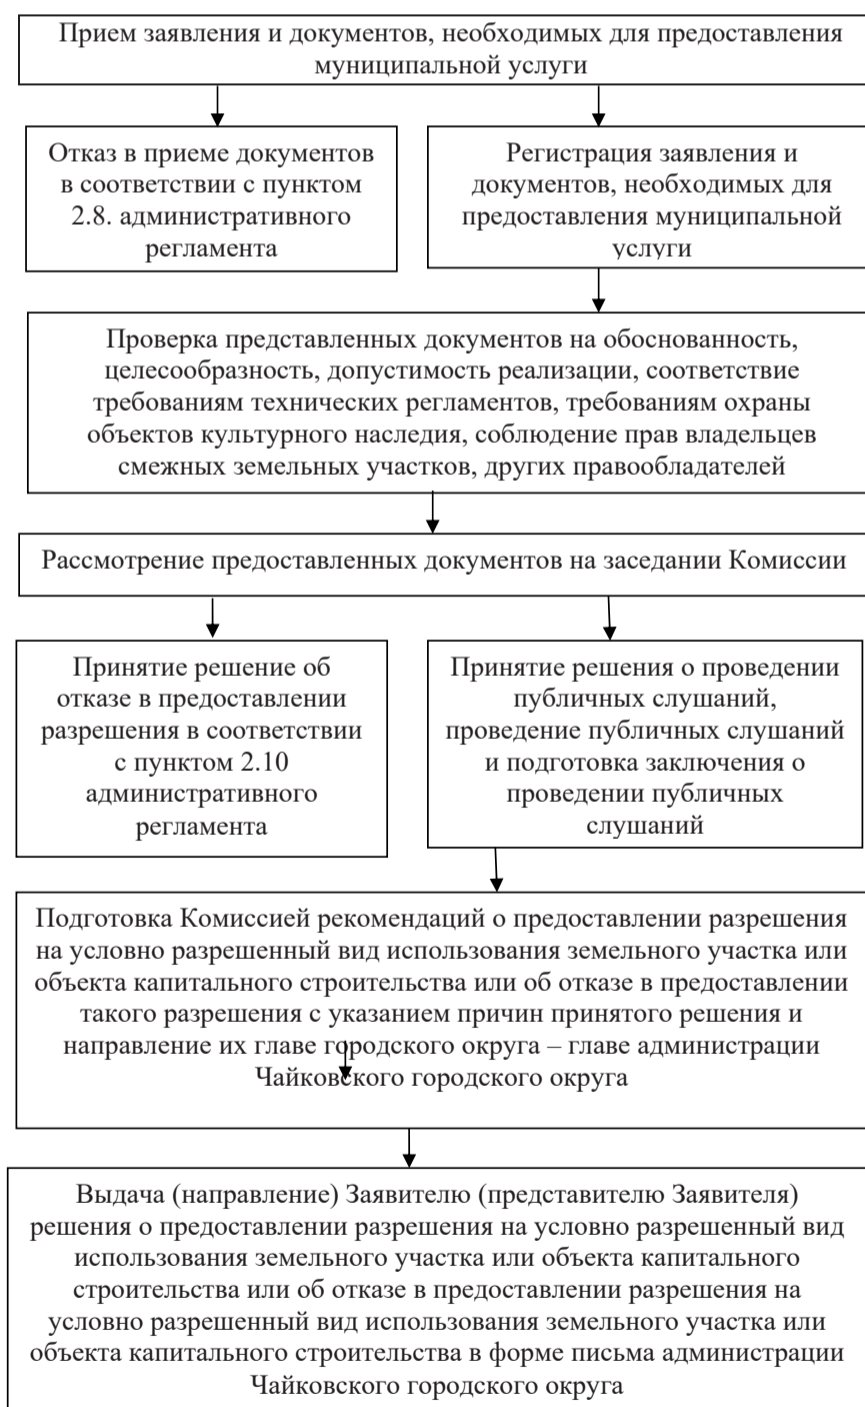 Прием заявления и документов, необходимых для предоставления
муниципальной услуги
Отказ в приеме документов
в соответствии с пунктом
2.8. административного
регламента
Регистрация заявления и
документов, необходимых для
предоставления муниципальной
услуги
Проверка представленных документов на обоснованность,
целесообразность, допустимость реализации, соответствие
требованиям технических регламентов, требованиям охраны
объектов культурного наследия, соблюдение прав владельцев
смежных земельных участков, других правообладателей
Рассмотрение предоставленных документов на заседании Комиссии
Принятие решение об
отказе в предоставлении
разрешения в соответствии
с пунктом 2.10
административного
регламента
Принятие решения о проведении
публичных слушаний,
проведение публичных слушаний
и подготовка заключения о
проведении публичных
слушаний
Подготовка Комиссией рекомендаций о предоставлении разрешения
на условно разрешенный вид использования земельного участка или
объекта капитального строительства или об отказе в предоставлении
такого разрешения с указанием причин принятого решения и
направление их главе городского округа – главе администрации
Чайковского городского округа
Выдача (направление) Заявителю (представителю Заявителя)
решения о предоставлении разрешения на условно разрешенный вид
использования земельного участка или объекта капитального
строительства или об отказе в предоставлении разрешения на
условно разрешенный вид использования земельного участка или
объекта капитального строительства в форме письма администрации
Чайковского городского округа